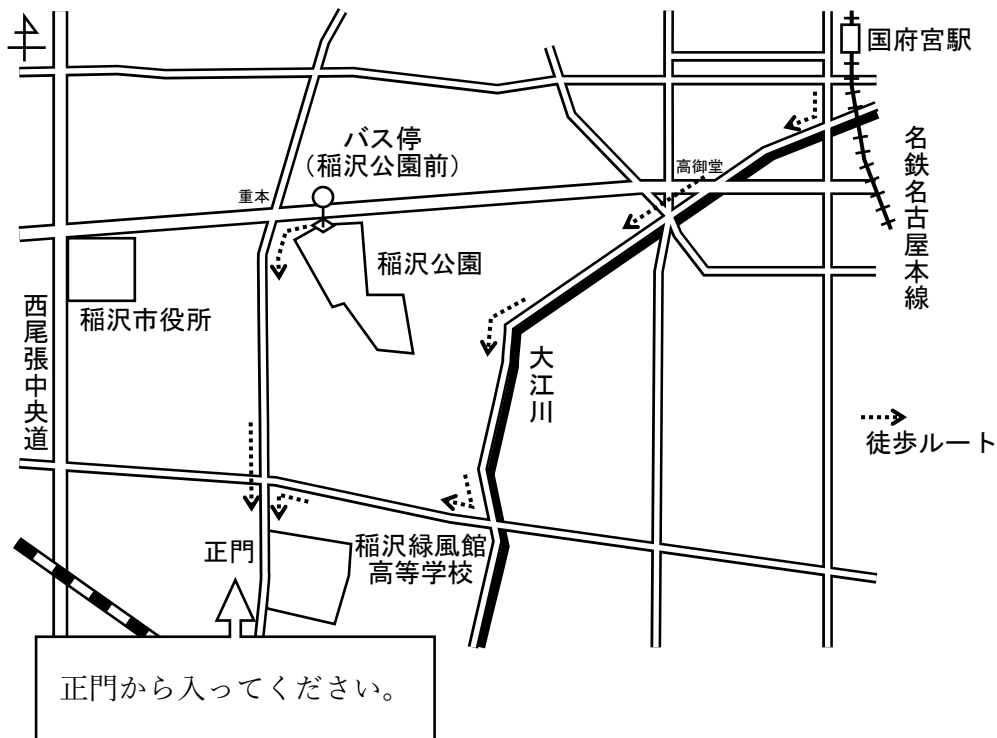 国府宮駅
バス停
（稲沢公園前）
高御堂
重本
名鉄名古屋本線
稲沢公園
稲沢市役所
西尾張中央道
大江川
徒歩ルート
正門
稲沢緑風館
高等学校
正門から入ってください。